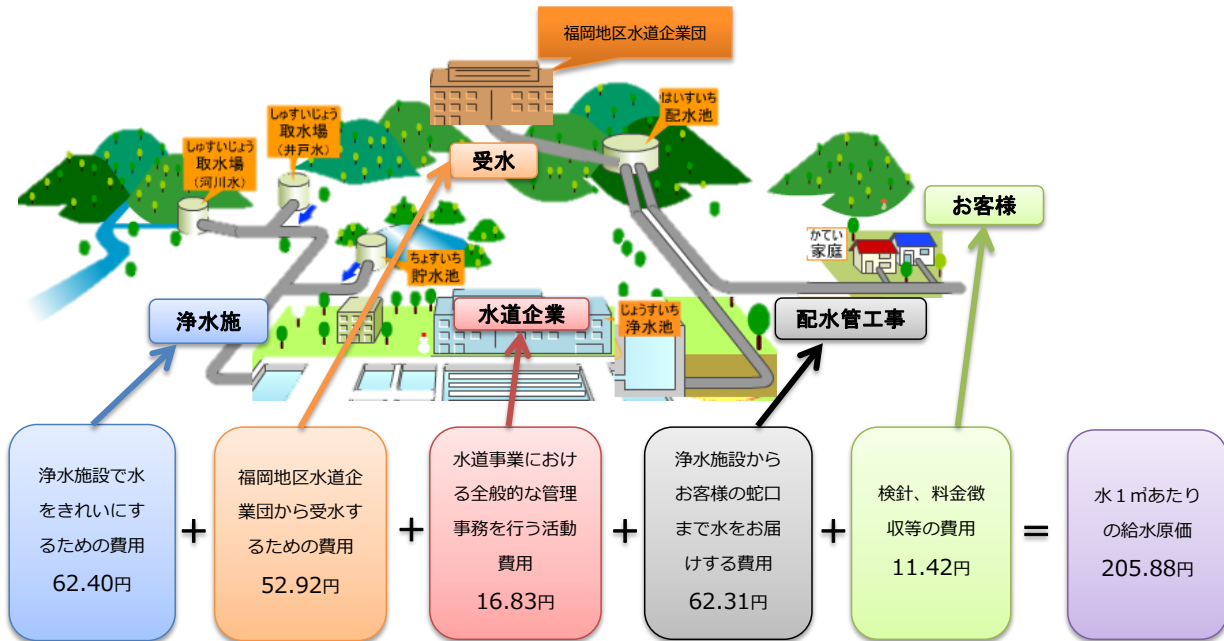 福岡地区水道企業団
はいすいち
配水池
しゅすいじょう
取水場
(井戸水)
しゅすいじょう
取水場
(河川水)
受水
お客様
かてい
家庭
ちょすいち
貯水池
浄水施
水道企業
じょうすいち
浄水池
配水管工事
浄水施設で水
をきれいにす
るための費用
62.40円
+
福岡地区水道企
業団から受水す
るための費用
52.92円
+
水道事業におけ
る全般的な管理
事務を行う活動
費用
16.83円
+
浄水施設から
お客様の蛇口
まで水をお届
けする費用
62.31円
+
検針、料金徴
収等の費用
11.42円
=
水1㎥あたり
の給水原価
205.88円